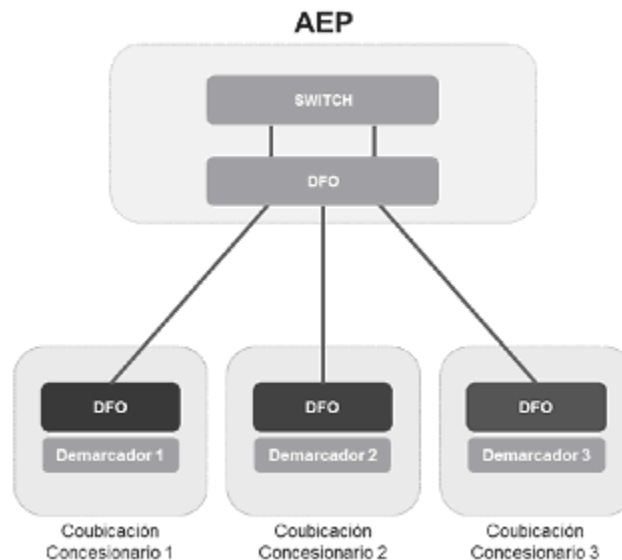 AEP
SWITCH
DFO
DFO
DFO
DFO
Demarcador 1
Demarcador 2
Demarcador 3
Coubicación
Concesionario 1
Coubicación
Concesionario 2
Coubicación
Concesionario 3